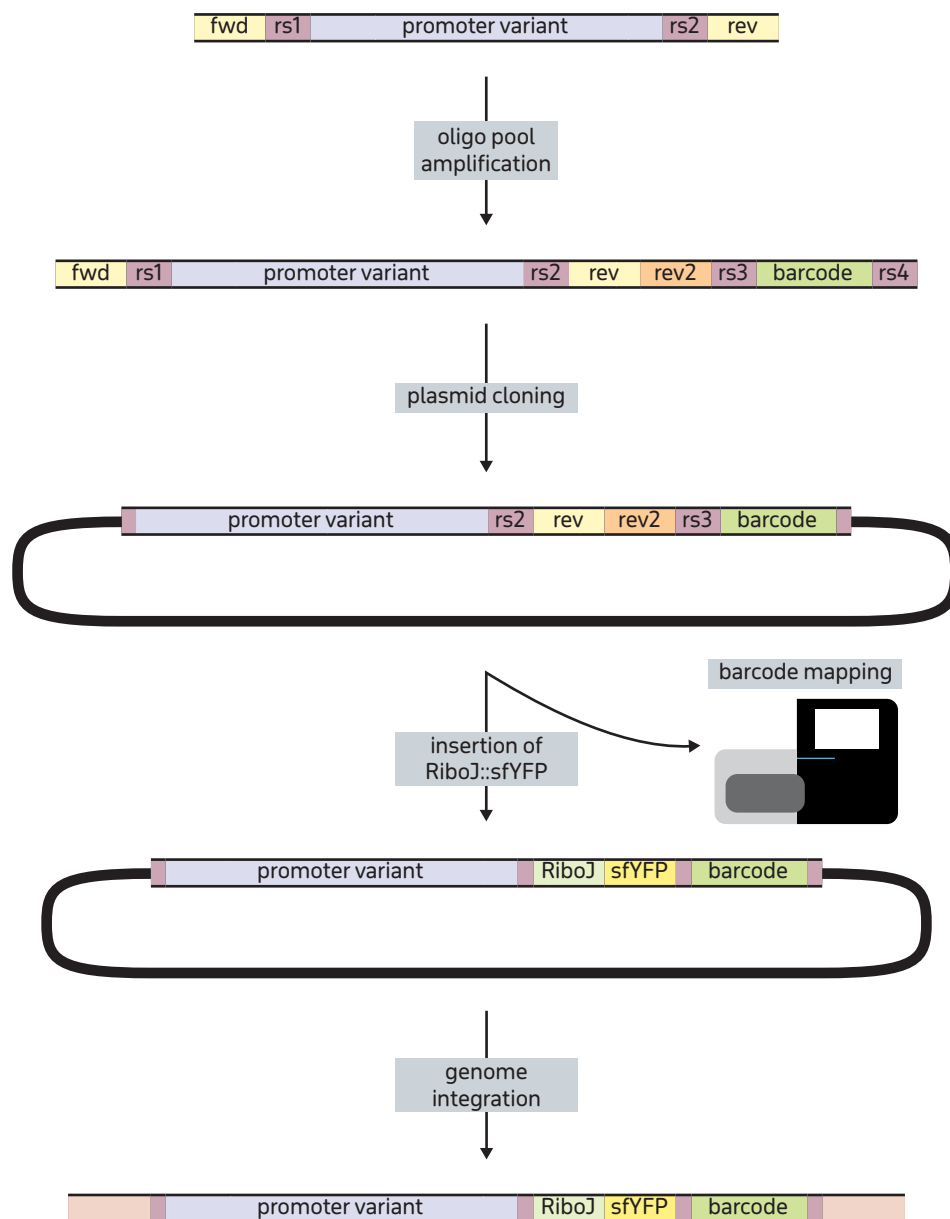 fwd rs1 promoter variant rs2 rev
oligo pool
amplification
fwd rs1 promoter variant rs2 rev rev2 rs3 barcode rs4
plasmid cloning
promoter variant rs2 rev rev2 rs3 barcode
barcode mapping
insertion of
RiboJ::sfYFP
promoter variant RiboJ sfYFP barcode
genome
integration
promoter variant RiboJ sfYFP barcode